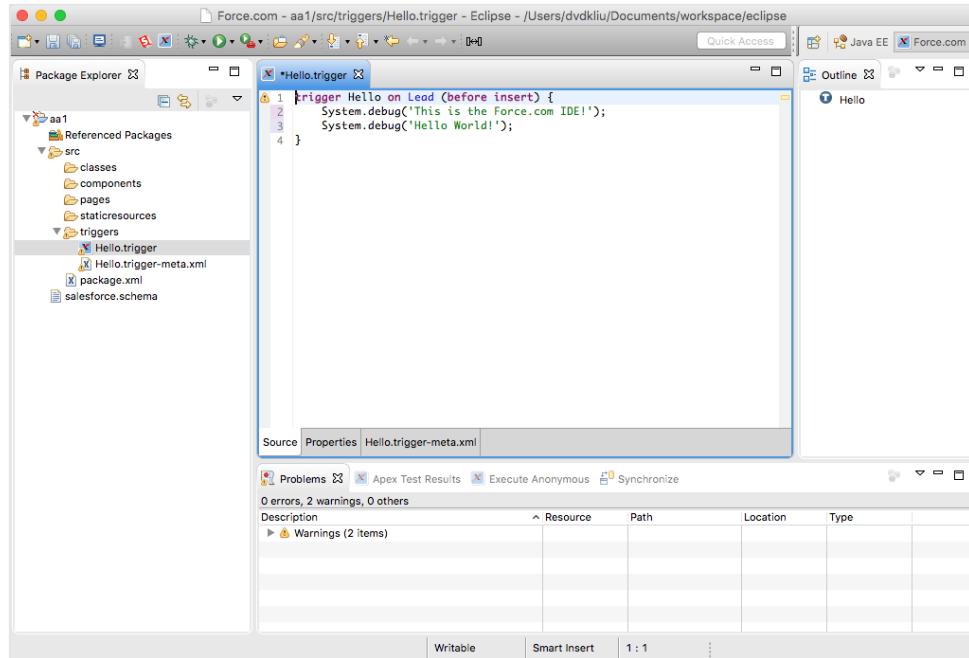 Force.com - aa1/src/triggers/Hello.trigger - Eclipse - /Users/dvdkliu/Documents/workspace/eclipse
Quick Access
Java EE
Force.com
Package Explorer
aa1
Referenced Packages
src
classes
components
pages
staticresources
triggers
Hello.trigger
Hello.trigger-meta.xml
package.xml
salesforce.schema
*Hello.trigger
1 trigger Hello on Lead (before insert) {
2 System.debug('This is the Force.com IDE!');
3 System.debug('Hello World!');
4 }
Source Properties Hello.trigger-meta.xml
Outline
Hello
Problems Apex Test Results Execute Anonymous Synchronize
0 errors, 2 warnings, 0 others
Description Resource Path Location Type
Warnings (2 items)
Writable Smart Insert 1 : 1